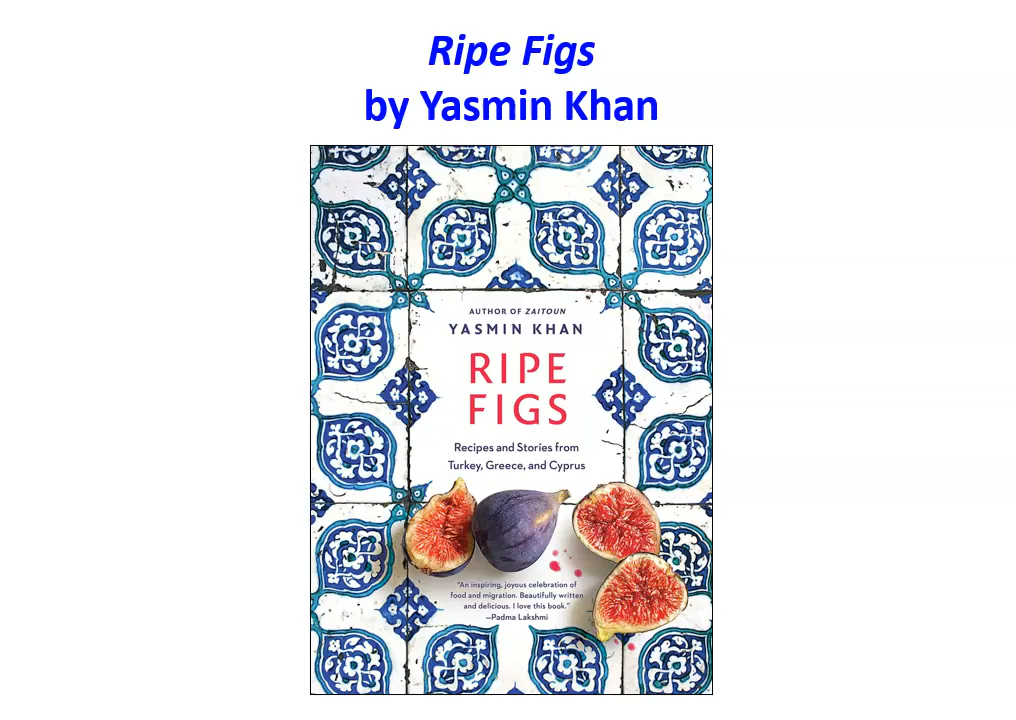 Ripe Figs
by Yasmin Khan
AUTHOR OF ZAITOUN
YASMIN KHAN
RIPE
FIGS
Recipes and Stories from
Turkey, Greece, and Cyprus
“An inspiring, joyous celebration of
food and migration. Beautifully written
and delicious. I love this book.”
—Padma Lakshmi